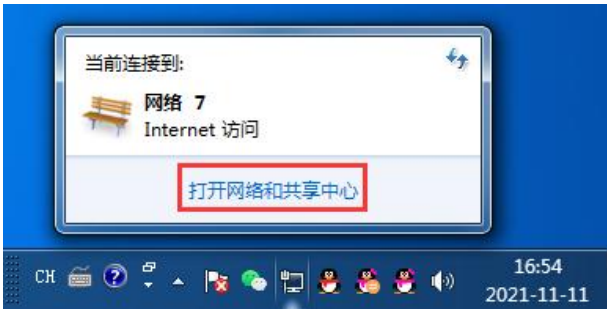 当前连接到:
网络 7
Internet 访问
打开网络和共享中心
CH
16:54
2021-11-11